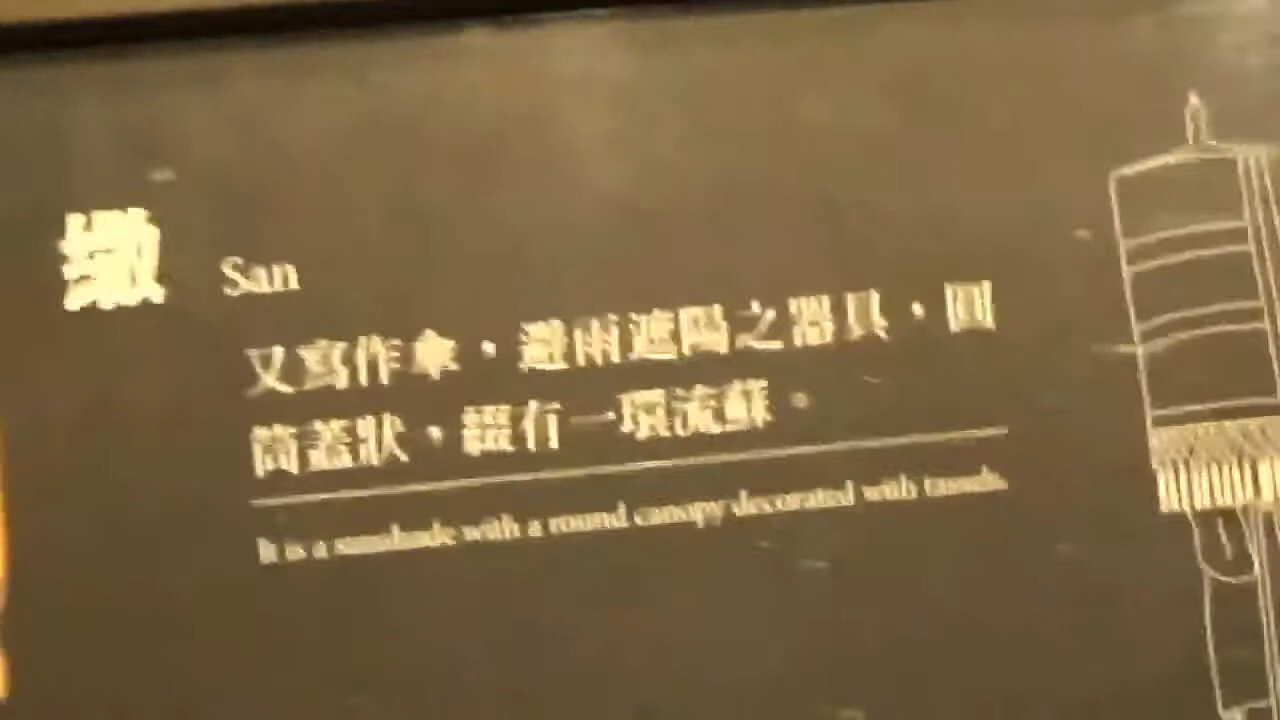 繖
San
又寫作傘，避雨遮陽之器具，圓
筒蓋狀，綴有一環流蘇。
It is a sunshade with a round canopy decorated with tassels